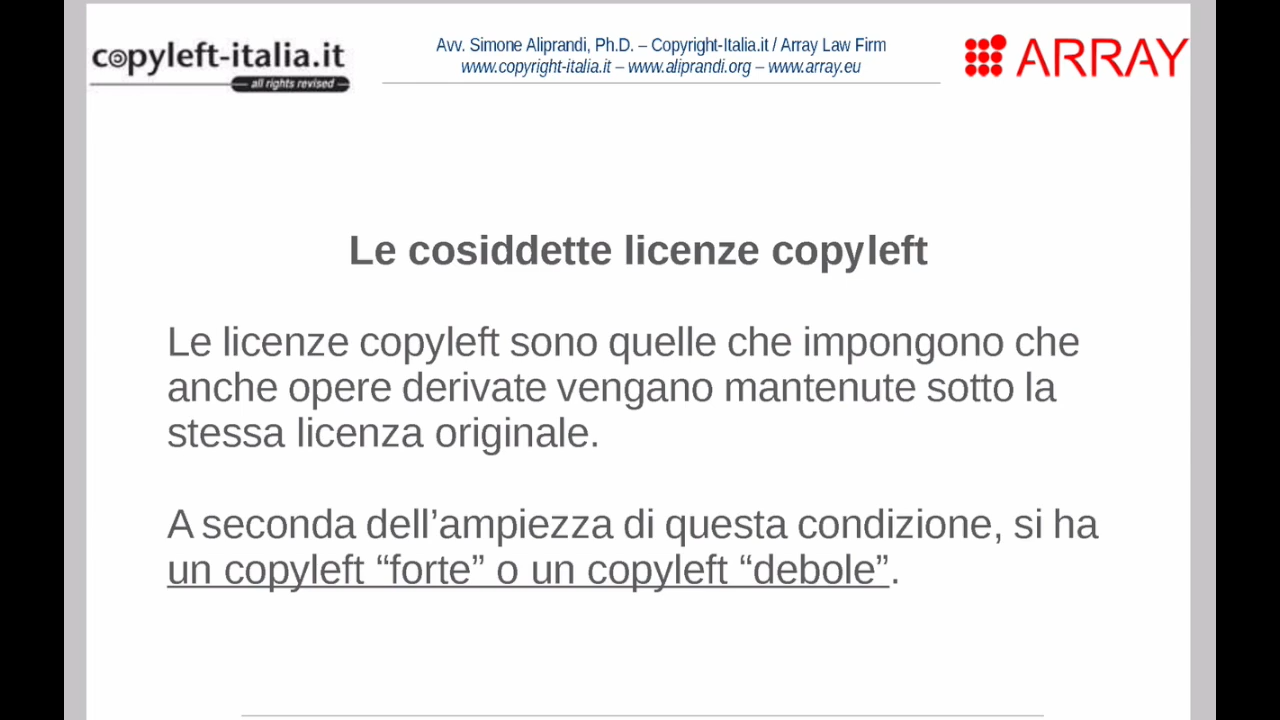 copyleft-italia.it
all rights revised
Avv. Simone Aliprandi, Ph.D. – Copyright-Italia.it / Array Law Firm
www.copyright-italia.it – www.aliprandi.org – www.array.eu
ARRAY
Le cosiddette licenze copyleft
Le licenze copyleft sono quelle che impongono che
anche opere derivate vengano mantenute sotto la
stessa licenza originale.
A seconda dell’ampiezza di questa condizione, si ha
un copyleft “forte” o un copyleft “debole”.